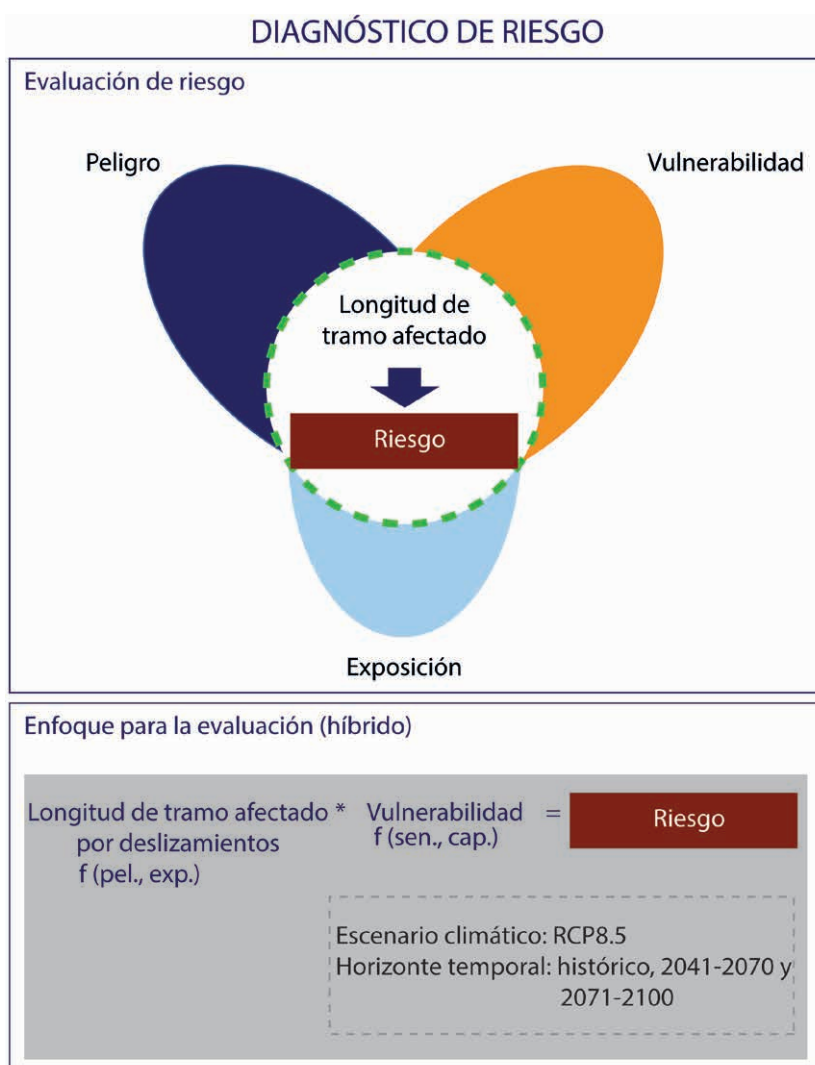 DIAGNÓSTICO DE RIESGO
Evaluación de riesgo
Peligro
Vulnerabilidad
Longitud de
tramo afectado
Riesgo
Exposición
Enfoque para la evaluación (híbrido)
Longitud de tramo afectado * Vulnerabilidad = Riesgo
por deslizamientos f (sen., cap.)
f (pel., exp.)
Escenario climático: RCP8.5
Horizonte temporal: histórico, 2041-2070 y
2071-2100